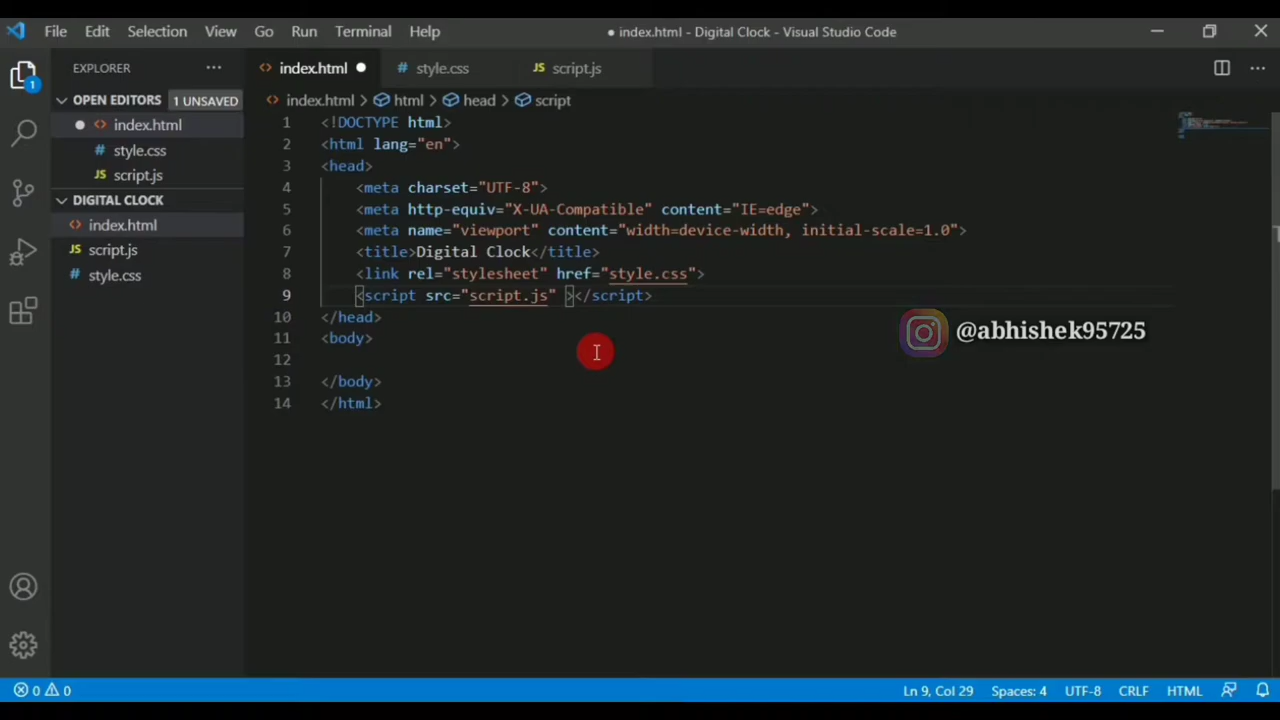 File Edit Selection View Go Run Terminal Help
● index.html - Digital Clock - Visual Studio Code
EXPLORER
index.html
style.css
script.js
1
OPEN EDITORS 1 UNSAVED
index.html
style.css
script.js
DIGITAL CLOCK
index.html
script.js
style.css
index.html > html > head > script
1 <!DOCTYPE html>
2 <html lang="en">
3 <head>
4 <meta charset="UTF-8">
5 <meta http-equiv="X-UA-Compatible" content="IE=edge">
6 <meta name="viewport" content="width=device-width, initial-scale=1.0">
7 <title>Digital Clock</title>
8 <link rel="stylesheet" href="style.css">
9 <script src="script.js" ></script>
10 </head>
11 <body>
12
13 </body>
14 </html>
@abhishek95725
0 0
Ln 9, Col 29 Spaces: 4 UTF-8 CRLF HTML